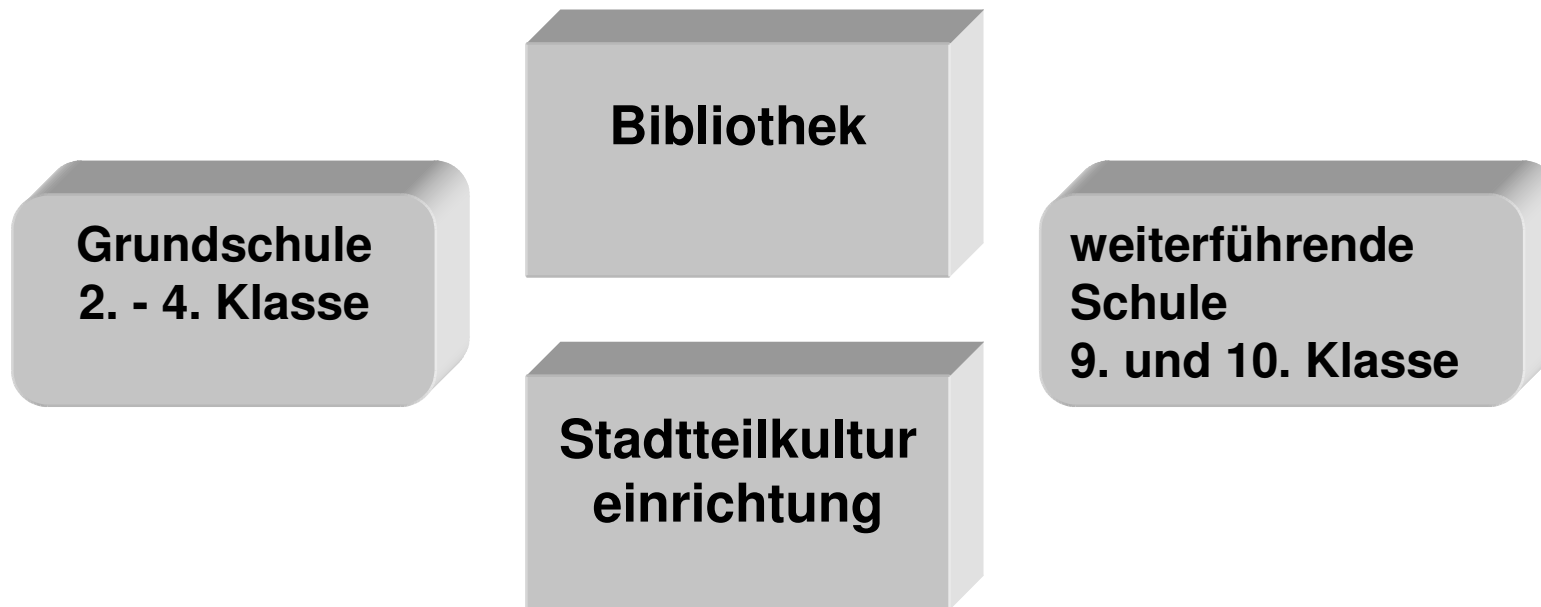 Bibliothek
Grundschule
2. - 4. Klasse
weiterführende
Schule
9. und 10. Klasse
Stadtteilkultur
einrichtung